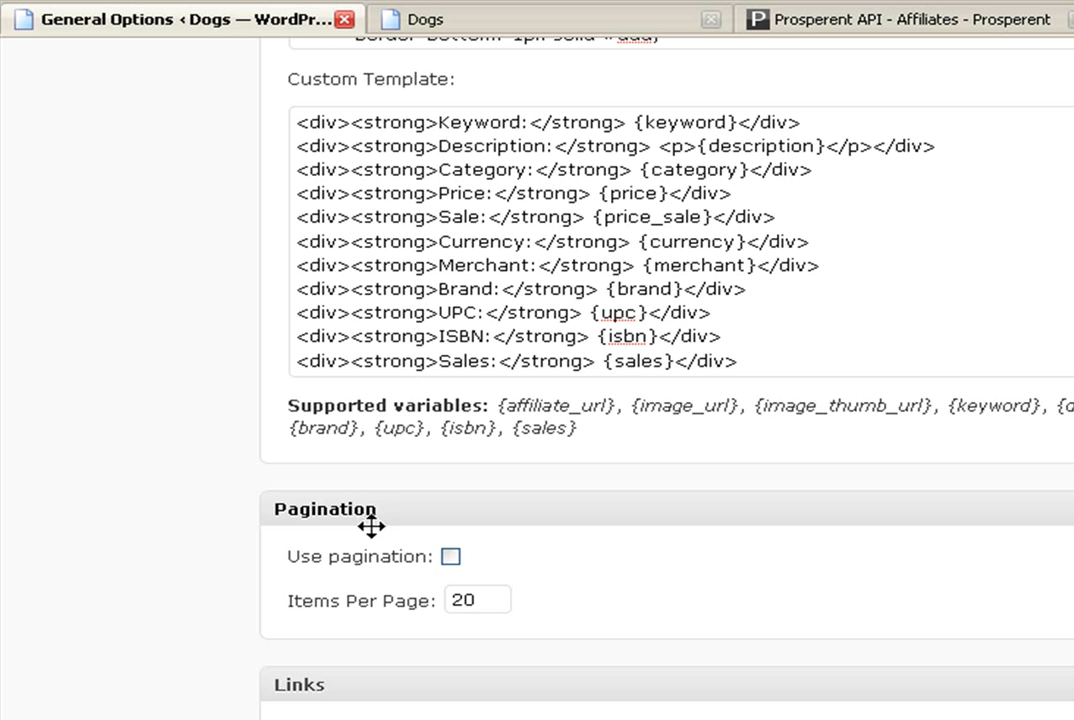 General Options ‹ Dogs — WordPr...
Dogs
Prosperent API - Affiliates - Prosperent
Custom Template:
<div><strong>Keyword:</strong> {keyword}</div>
<div><strong>Description:</strong> <p>{description}</p></div>
<div><strong>Category:</strong> {category}</div>
<div><strong>Price:</strong> {price}</div>
<div><strong>Sale:</strong> {price_sale}</div>
<div><strong>Currency:</strong> {currency}</div>
<div><strong>Merchant:</strong> {merchant}</div>
<div><strong>Brand:</strong> {brand}</div>
<div><strong>UPC:</strong> {upc}</div>
<div><strong>ISBN:</strong> {isbn}</div>
<div><strong>Sales:</strong> {sales}</div>
Supported variables: {affiliate_url}, {image_url}, {image_thumb_url}, {keyword}, {d
{brand}, {upc}, {isbn}, {sales}
Pagination
Use pagination:
Items Per Page: 20
Links